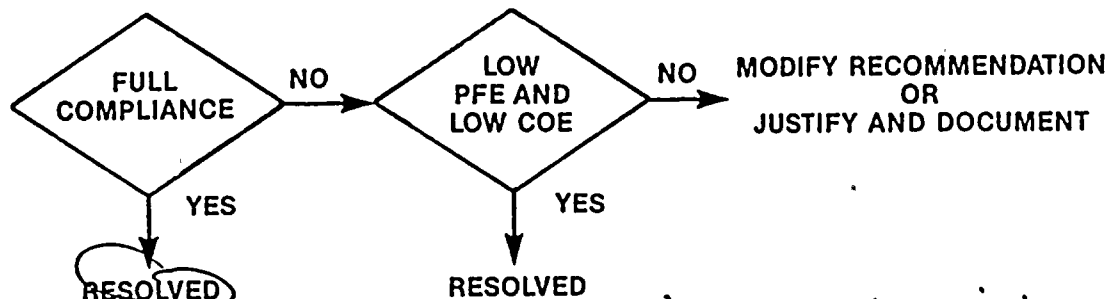 FULL
COMPLIANCE
NO
LOW
PFE AND
LOW COE
NO
MODIFY RECOMMENDATION
OR
JUSTIFY AND DOCUMENT
YES
YES
RESOLVED
RESOLVED